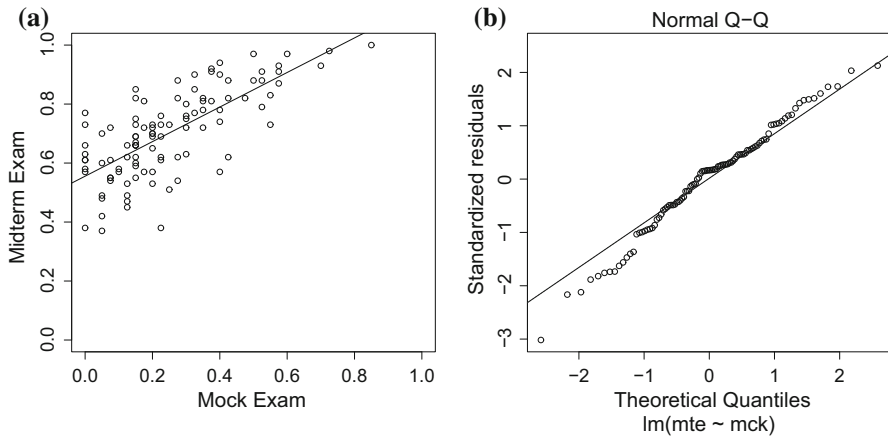 (a)
Midterm Exam
0.0 0.2 0.4 0.6 0.8 1.0
0.0 0.2 0.4 0.6 0.8 1.0
Mock Exam
(b)
Normal Q−Q
Standardized residuals
−3 −2 −1 0 1 2
−2 −1 0 1 2
Theoretical Quantiles
lm(mte ~ mck)